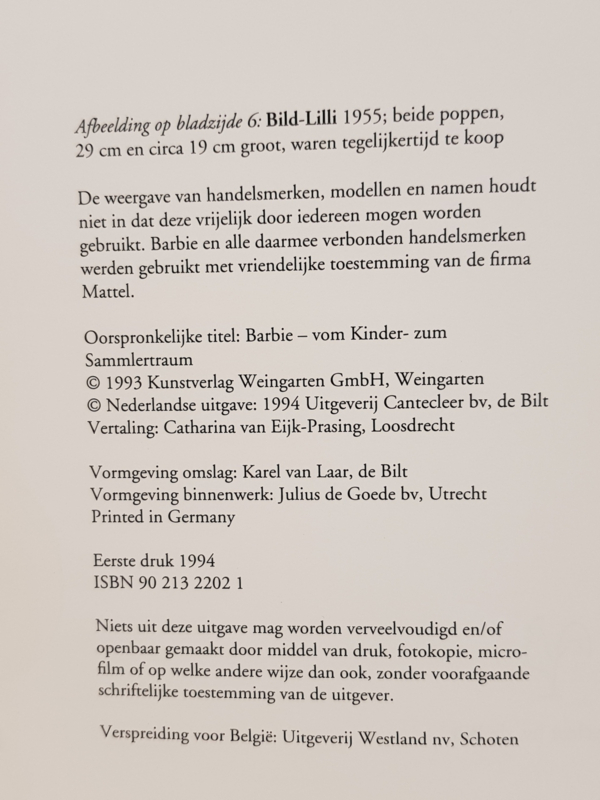 Afbeelding op bladzijde 6: Bild-Lilli 1955; beide poppen,
29 cm en circa 19 cm groot, waren tegelijkertijd te koop
De weergave van handelsmerken, modellen en namen houdt
niet in dat deze vrijelijk door iedereen mogen worden
gebruikt. Barbie en alle daarmee verbonden handelsmerken
werden gebruikt met vriendelijke toestemming van de firma
Mattel.
Oorspronkelijke titel: Barbie – vom Kinder- zum
Sammlertraum
© 1993 Kunstverlag Weingarten GmbH, Weingarten
© Nederlandse uitgave: 1994 Uitgeverij Cantecleer bv, de Bilt
Vertaling: Catharina van Eijk-Prasing, Loosdrecht
Vormgeving omslag: Karel van Laar, de Bilt
Vormgeving binnenwerk: Julius de Goede bv, Utrecht
Printed in Germany
Eerste druk 1994
ISBN 90 213 2202 1
Niets uit deze uitgave mag worden verveelvoudigd en/of
openbaar gemaakt door middel van druk, fotokopie, micro-
film of op welke andere wijze dan ook, zonder voorafgaande
schriftelijke toestemming van de uitgever.
Verspreiding voor België: Uitgeverij Westland nv, Schoten